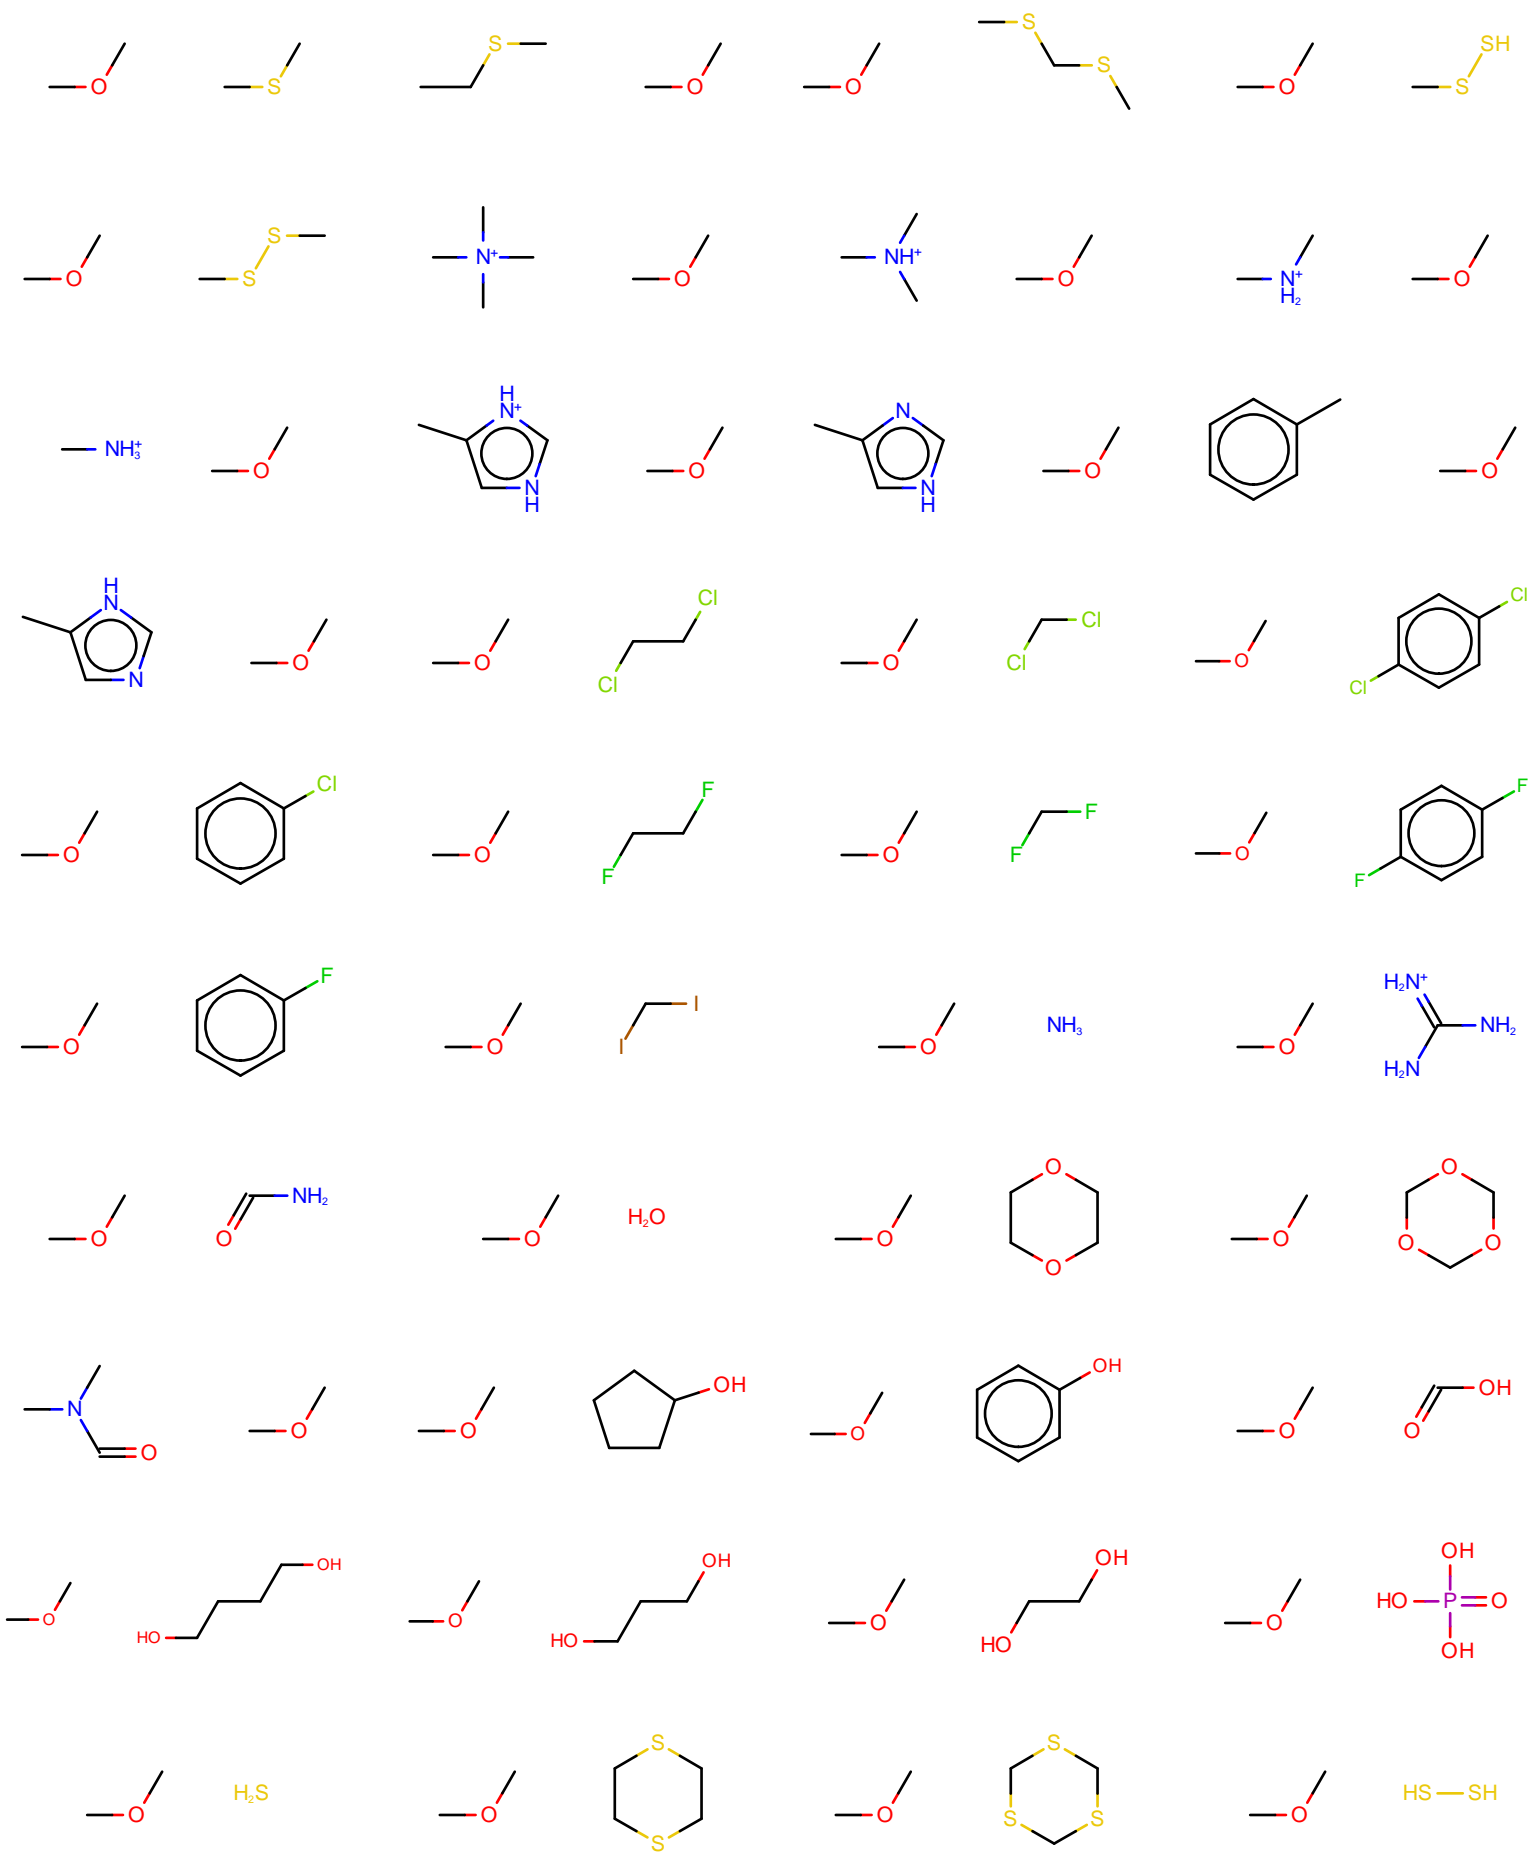 S
S SH
S
O S O O O S
S
N+ NH+
O S O O N+ O
H2
H
N+ N
NH3+
O O O O
N N
H H
H Cl Cl
N
Cl
O O O Cl O
N Cl Cl
Cl F F
F
O O F O F O
F F
F H2N+
I
NH3 NH2
O O I O O
H2N
O O
NH2
H2O
O O O O O O O
O
OH
OH OH
N
O O O O O
O
OH OH OH
OH
HO P O
O O O O
HO HO HO OH
S S
H2S HS SH
O O O S S O
S